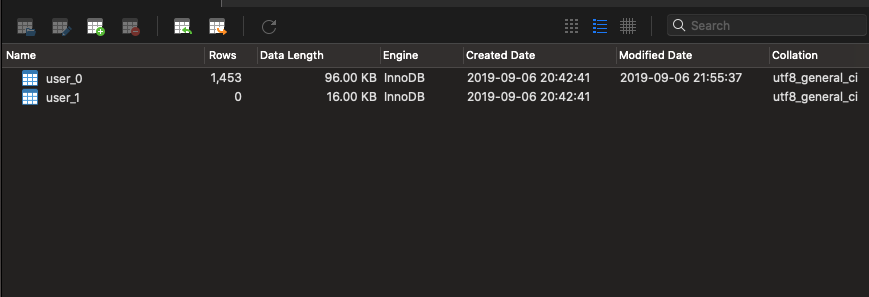 Search
Name Rows Data Length Engine Created Date Modified Date Collation
user_0 1,453 96.00 KB InnoDB 2019-09-06 20:42:41 2019-09-06 21:55:37 utf8_general_ci
user_1 0 16.00 KB InnoDB 2019-09-06 20:42:41 utf8_general_ci